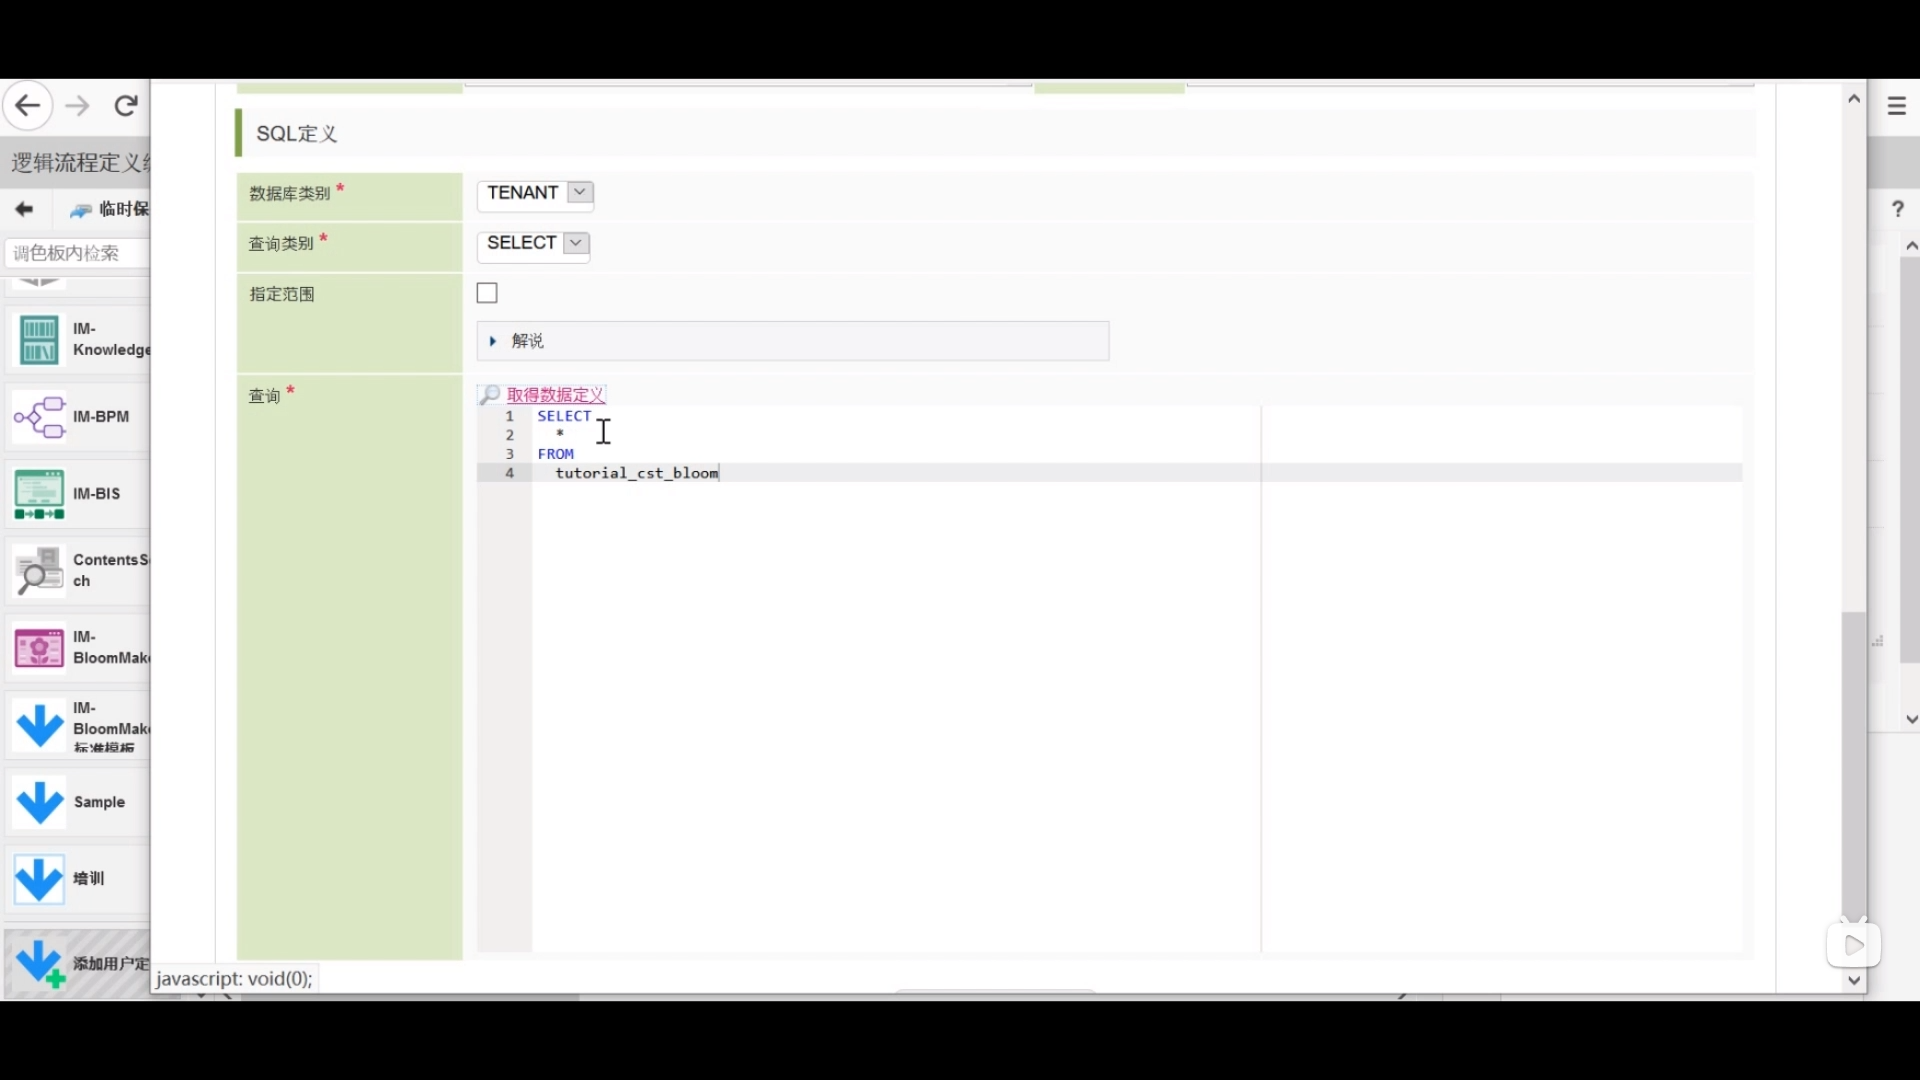 SQL定义
逻辑流程定义
数据库类别 *
TENANT
临时保
查询类别 *
SELECT
调色板内检索
指定范围
解说
IM-
Knowledge
查询 *
取得数据定义
1 SELECT
2 *
3 FROM
4 tutorial_cst_bloom
IM-BPM
IM-BIS
ContentsS
ch
IM-
BloomMak
IM-
BloomMak
标准模板
Sample
培训
添加用户定
javascript: void(0);
?